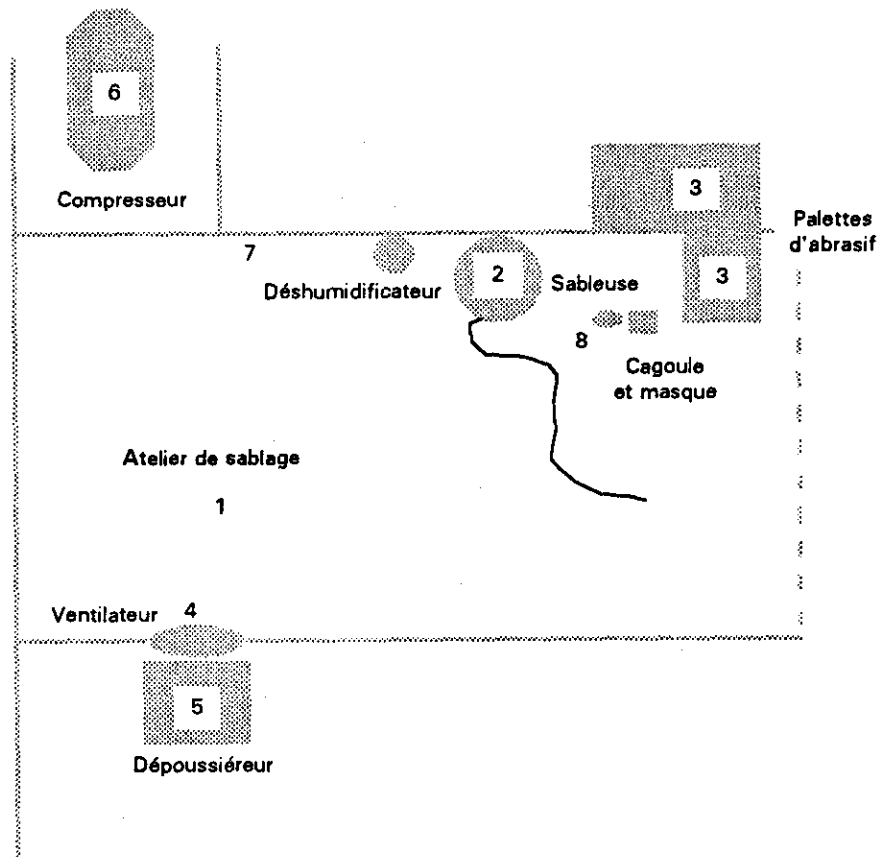 6
Compresseur
3
Palettes
d'abrasif
7
2
Sableuse
3
Déshumidificateur
8
Cagoule
et masque
Atelier de sablage
1
Ventilateur
4
5
Dépoussiéreur